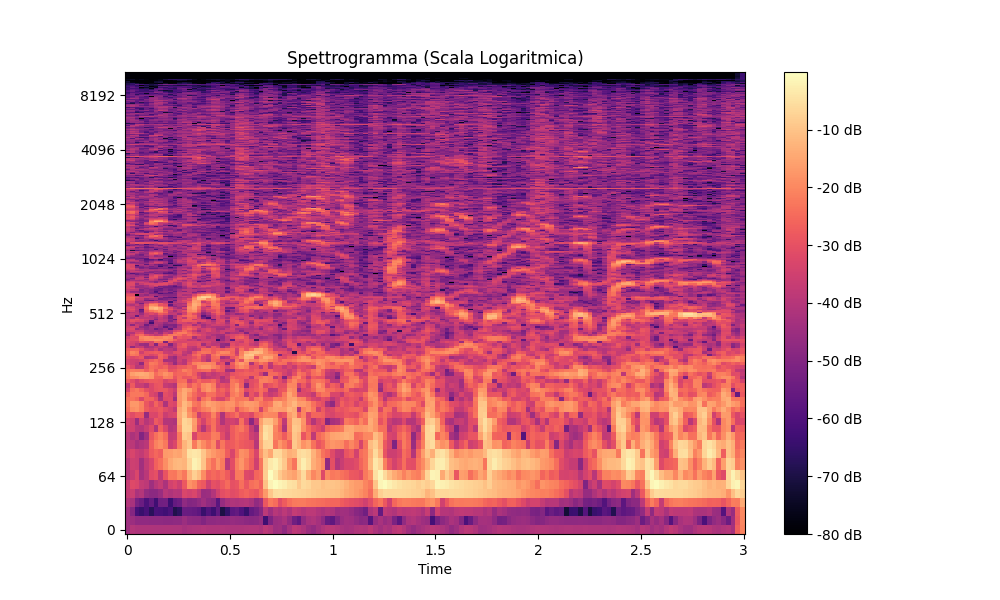 Spettrogramma (Scala Logaritmica)
8192
4096
2048
1024
512
256
128
64
0
Hz
0
0.5
1
1.5
2
2.5
3
Time
-10 dB
-20 dB
-30 dB
-40 dB
-50 dB
-60 dB
-70 dB
-80 dB